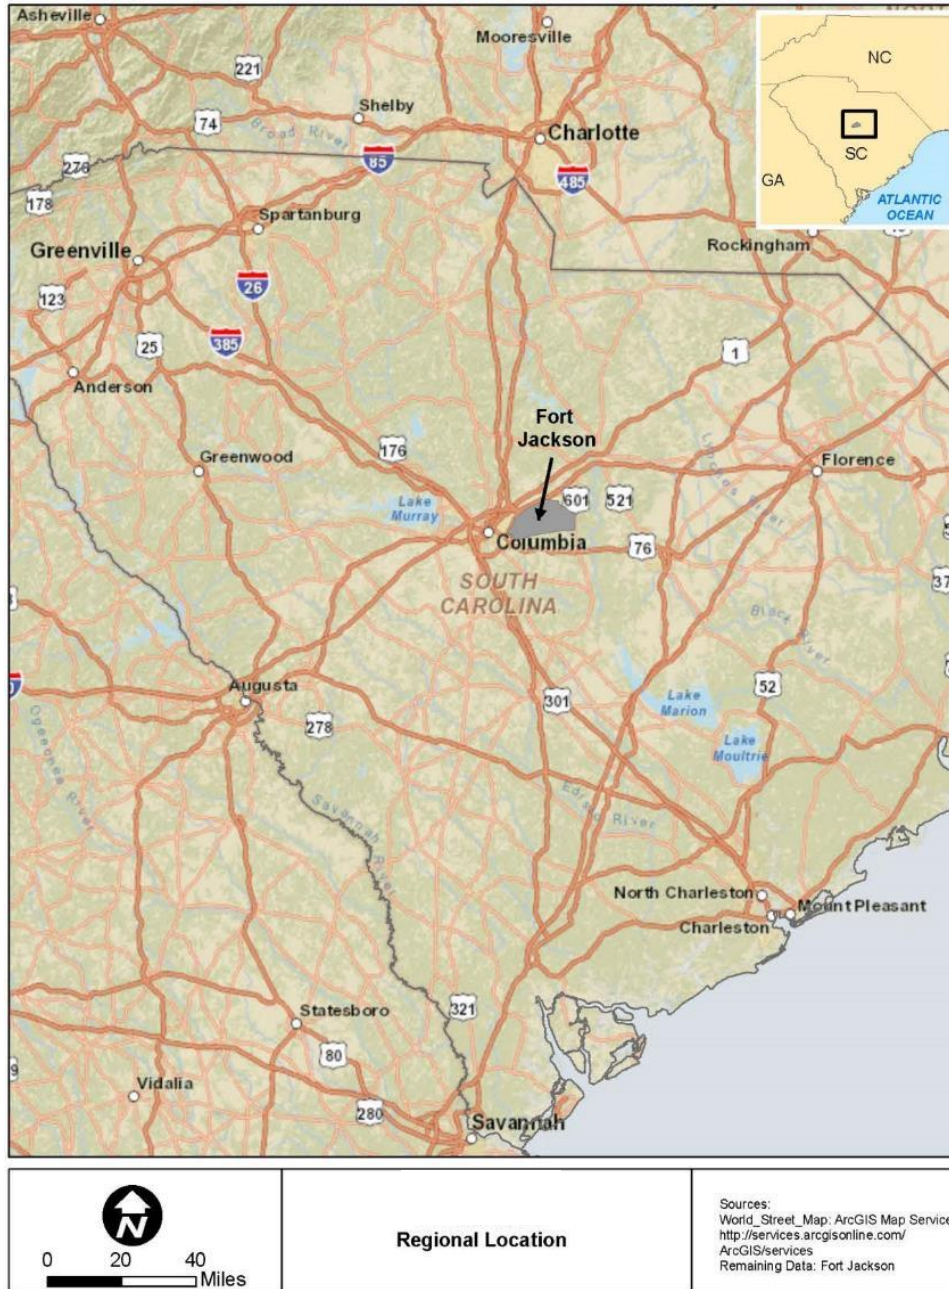 Asheville
Mooresville
NC
SC
GA
ATLANTIC
OCEAN
221
Shelby
74
Broad River
Charlotte
85
485
276
178
Spartanburg
Rockingham
Greenville
26
123
385
25
1
Anderson
Fort
Jackson
176
Greenwood
Florence
Lake
Murray
601
521
Columbia
76
SOUTH
CAROLINA
Black River
Augusta
52
301
Lake
Marion
278
Lake
Moultrie
Savannah
River
Edisto River
North Charleston
Mount Pleasant
Charleston
321
Statesboro
80
Vidalia
280
Savannah
N
0 20 40
Miles
Regional Location
Sources:
World_Street_Map: ArcGIS Map Service
http://services.arcgisonline.com/
ArcGIS/services
Remaining Data: Fort Jackson